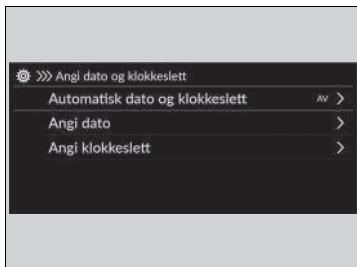 >>> Angi dato og klokkeslett
Automatisk dato og klokkeslett AV >
Angi dato >
Angi klokkeslett >